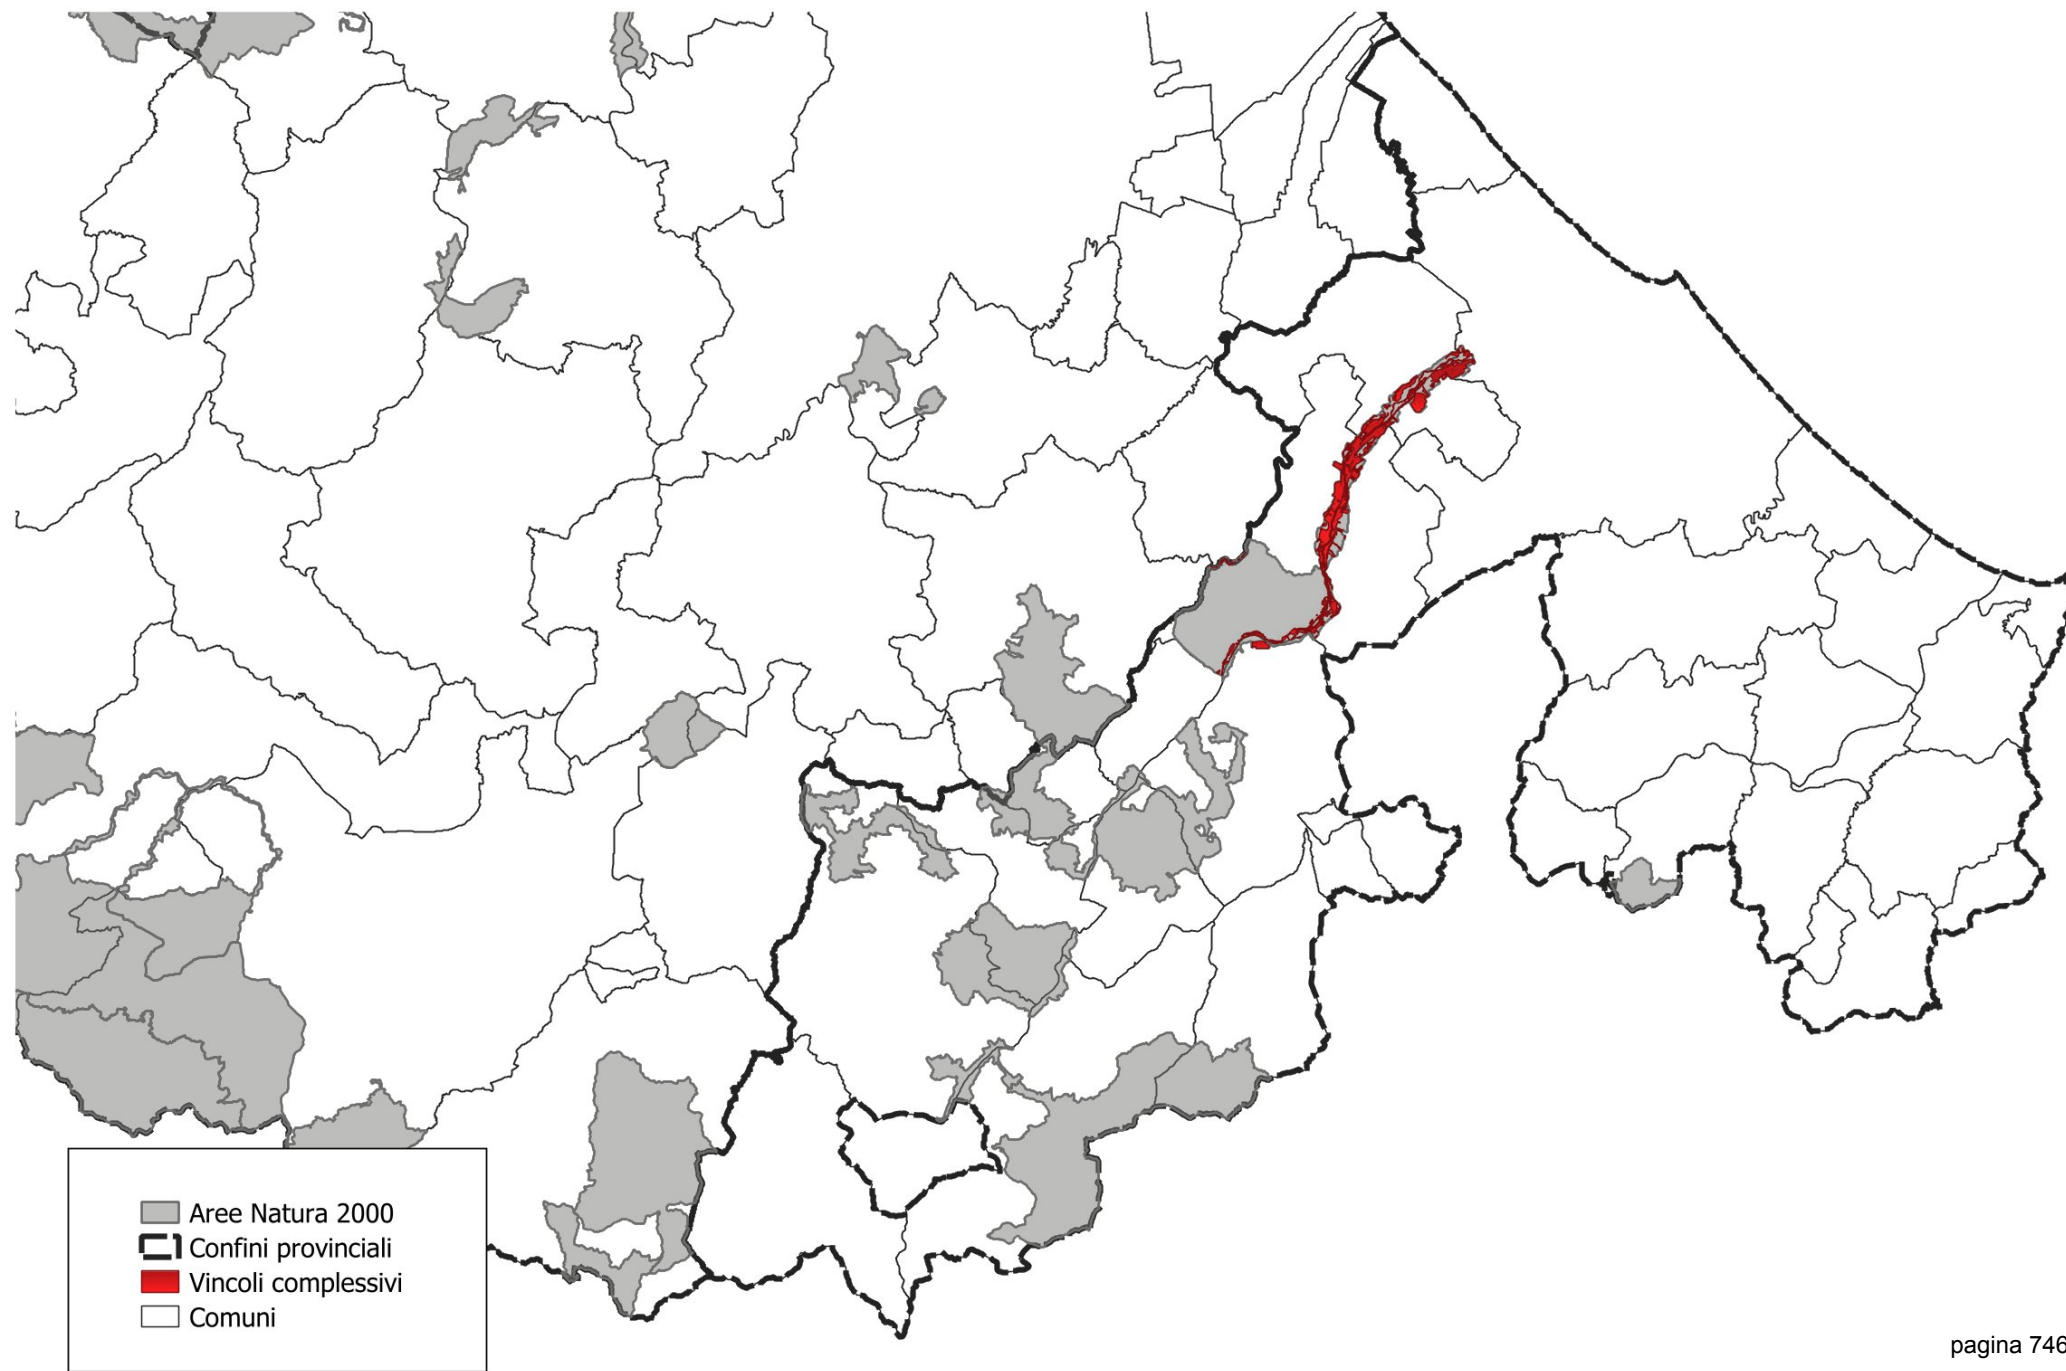 Aree Natura 2000
Confini provinciali
Vincoli complessivi
Comuni
pagina 746